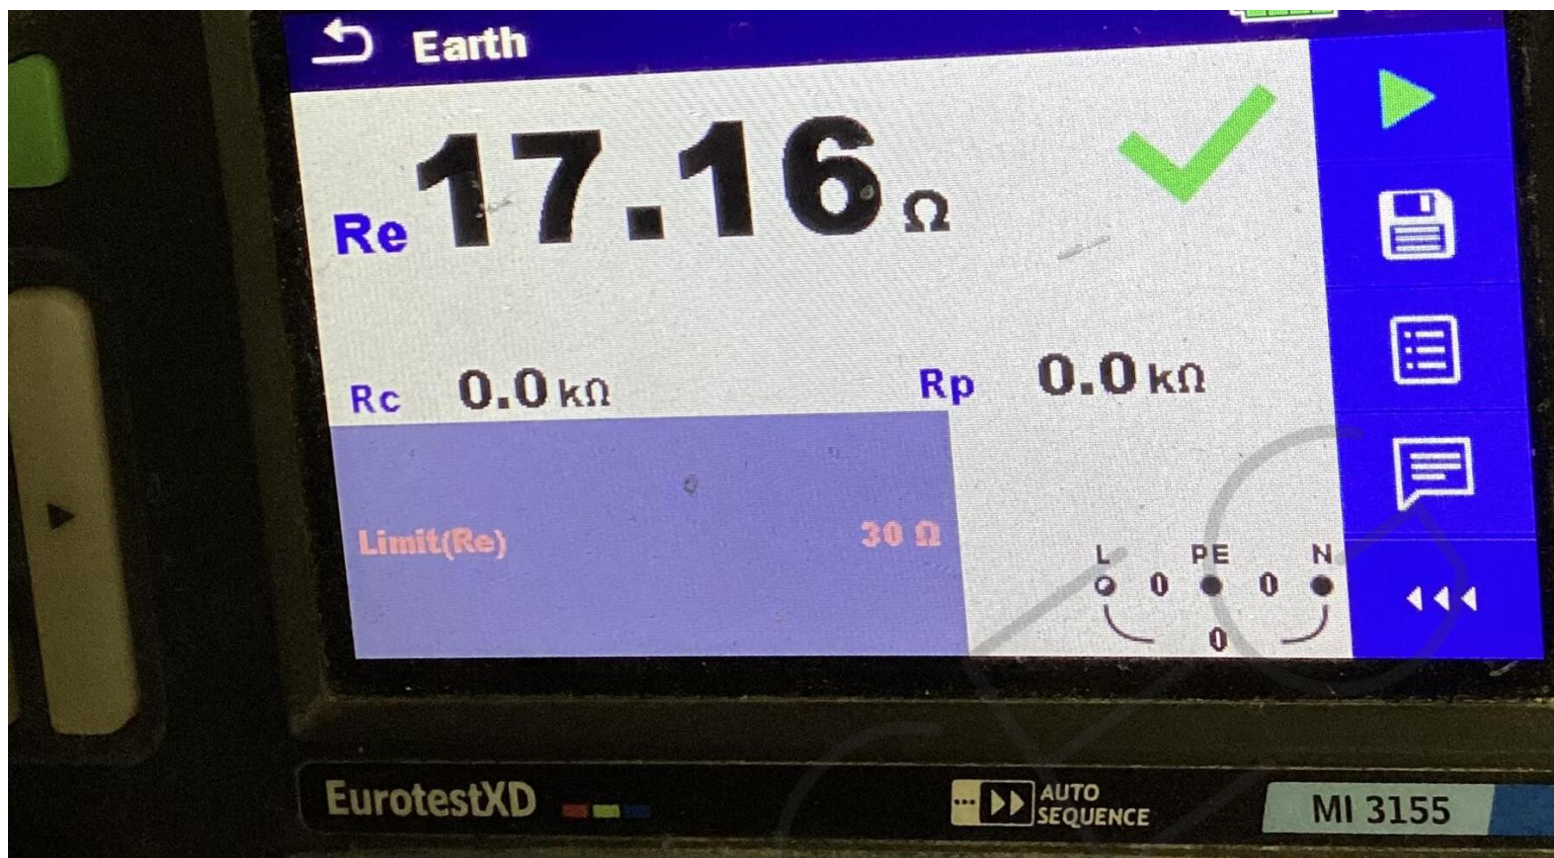 Earth
Re 17.16 Ω
Rc 0.0 kΩ Rp 0.0 kΩ
Limit(Re) 30 Ω
L PE N
0 0
0
EurotestXD
AUTO
SEQUENCE
MI 3155